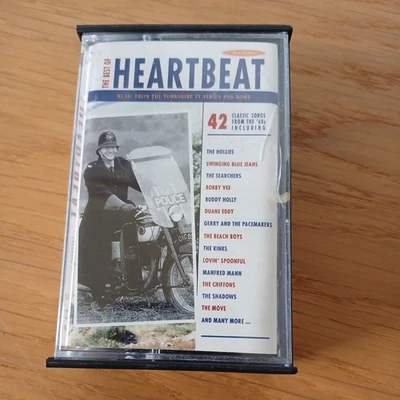 THE BEST OF
HEARTBEAT
MUSIC FROM THE YORKSHIRE TV SERIES AND MORE
42
CLASSIC SONGS
FROM THE '60s
INCLUDING
THE HOLLIES
SWINGING BLUE JEANS
THE SEARCHERS
BOBBY VEE
BUDDY HOLLY
DUANE EDDY
GERRY AND THE PACEMAKERS
THE BEACH BOYS
THE KINKS
LOVIN' SPOONFUL
MANFRED MANN
THE CHIFFONS
THE SHADOWS
THE MOVE
AND MANY MORE ...
POLICE